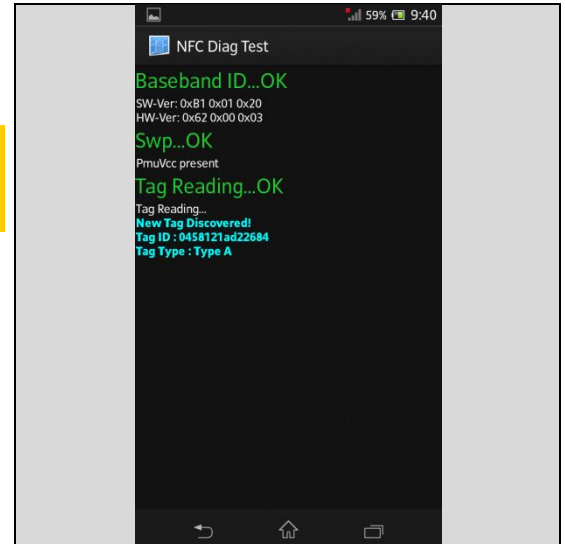 59% 9:40
NFC Diag Test
Baseband ID...OK
SW-Ver: 0xB1 0x01 0x20
HW-Ver: 0x62 0x00 0x03
Swp...OK
PmuVcc present
Tag Reading...OK
Tag Reading...
New Tag Discovered!
Tag ID : 0458121ad22684
Tag Type : Type A